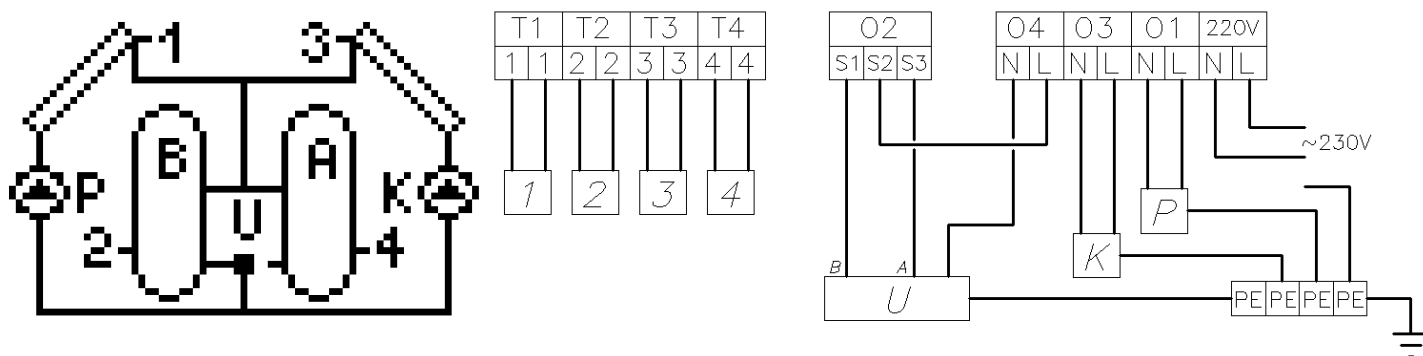 1 3
B A
P U K
2 4
T1 T2 T3 T4
1 1 2 2 3 3 4 4
1 2 3 4
O2 O4 O3 O1 220V
S1 S2 S3 N L N L N L N L
~230V
P
K
B A
U
PE PE PE PE